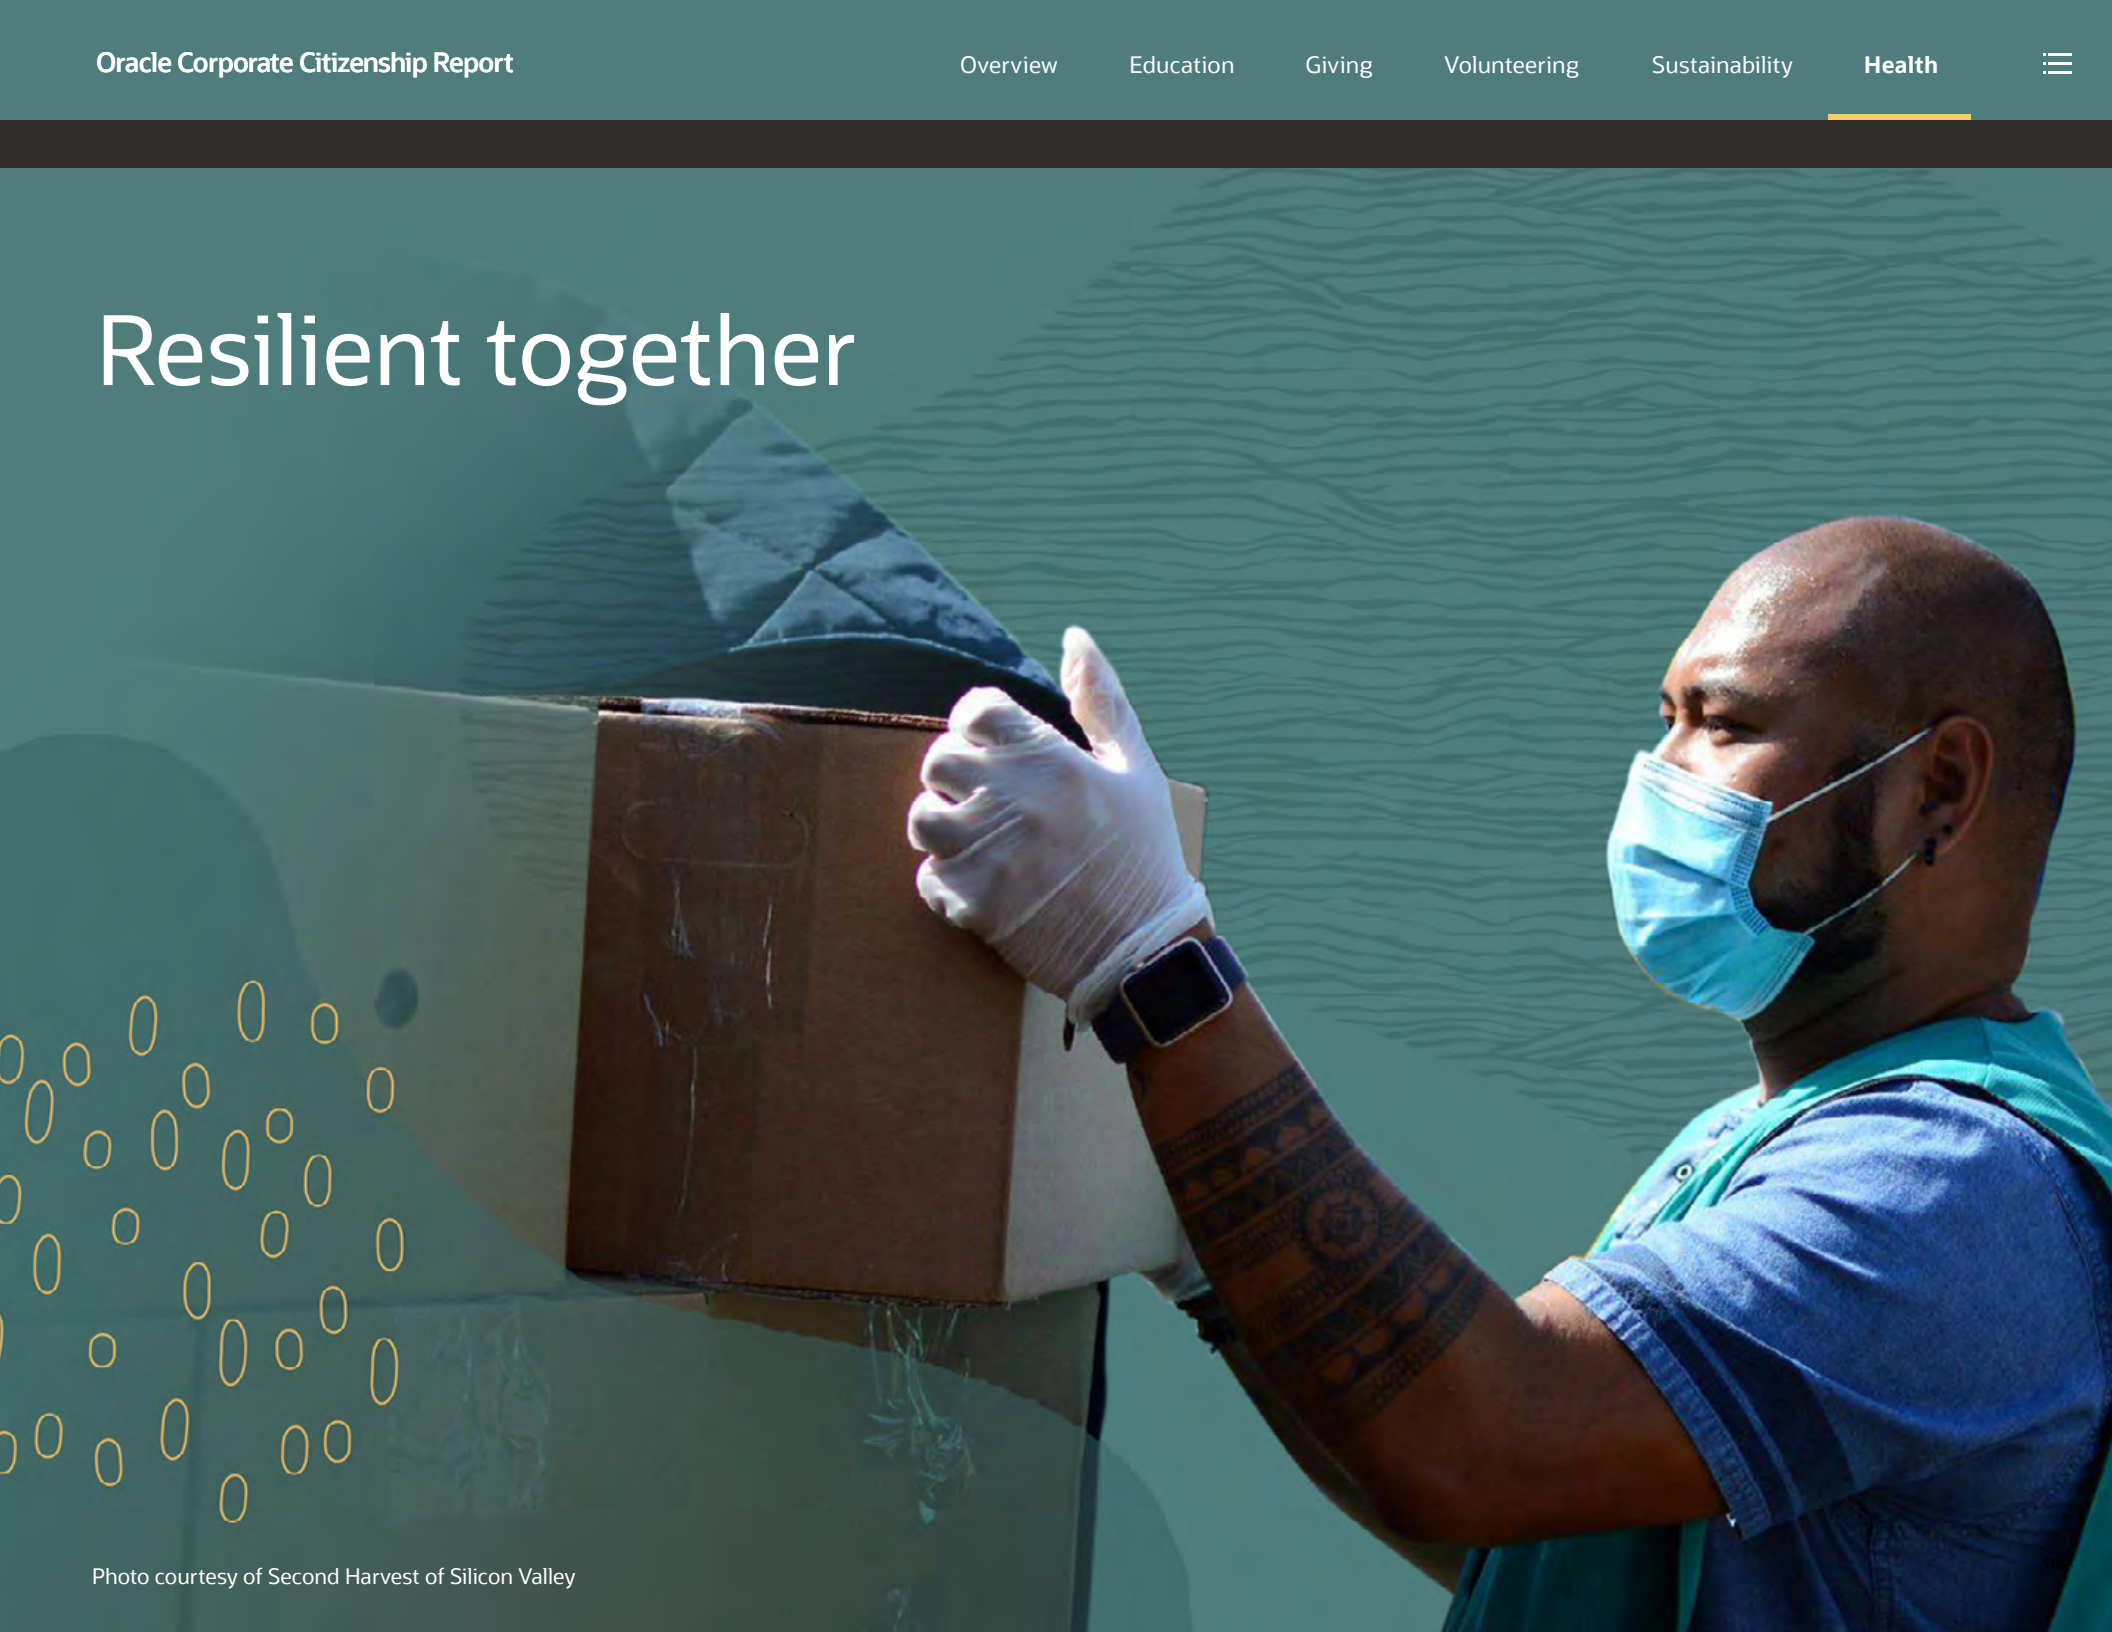 Oracle Corporate Citizenship Report
Overview Education Giving Volunteering Sustainability Health
Resilient together
Photo courtesy of Second Harvest of Silicon Valley